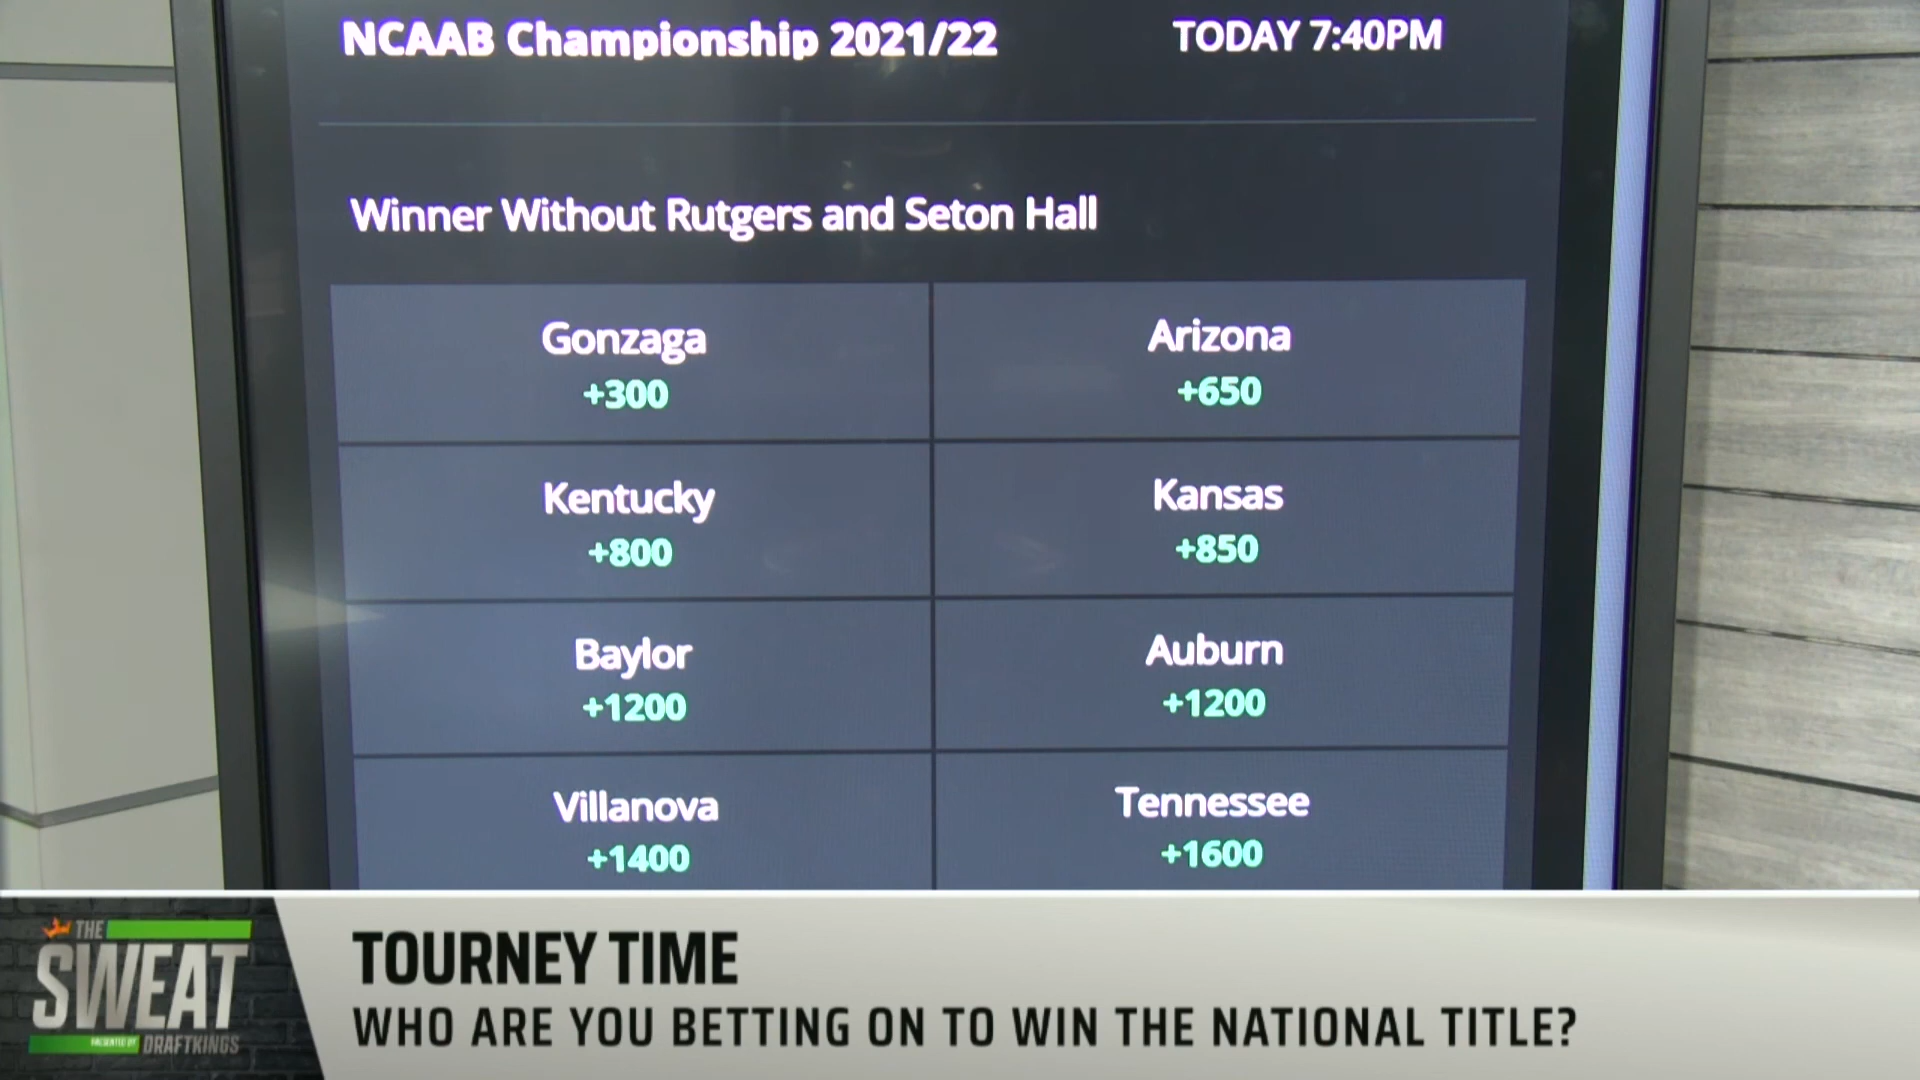 NCAAB Championship 2021/22
TODAY 7:40PM
Winner Without Rutgers and Seton Hall
Gonzaga
+300
Arizona
+650
Kentucky
+800
Kansas
+850
Baylor
+1200
Auburn
+1200
Villanova
+1400
Tennessee
+1600
THE
SWEAT
PRESENTED BY DRAFTKINGS
TOURNEY TIME
WHO ARE YOU BETTING ON TO WIN THE NATIONAL TITLE?